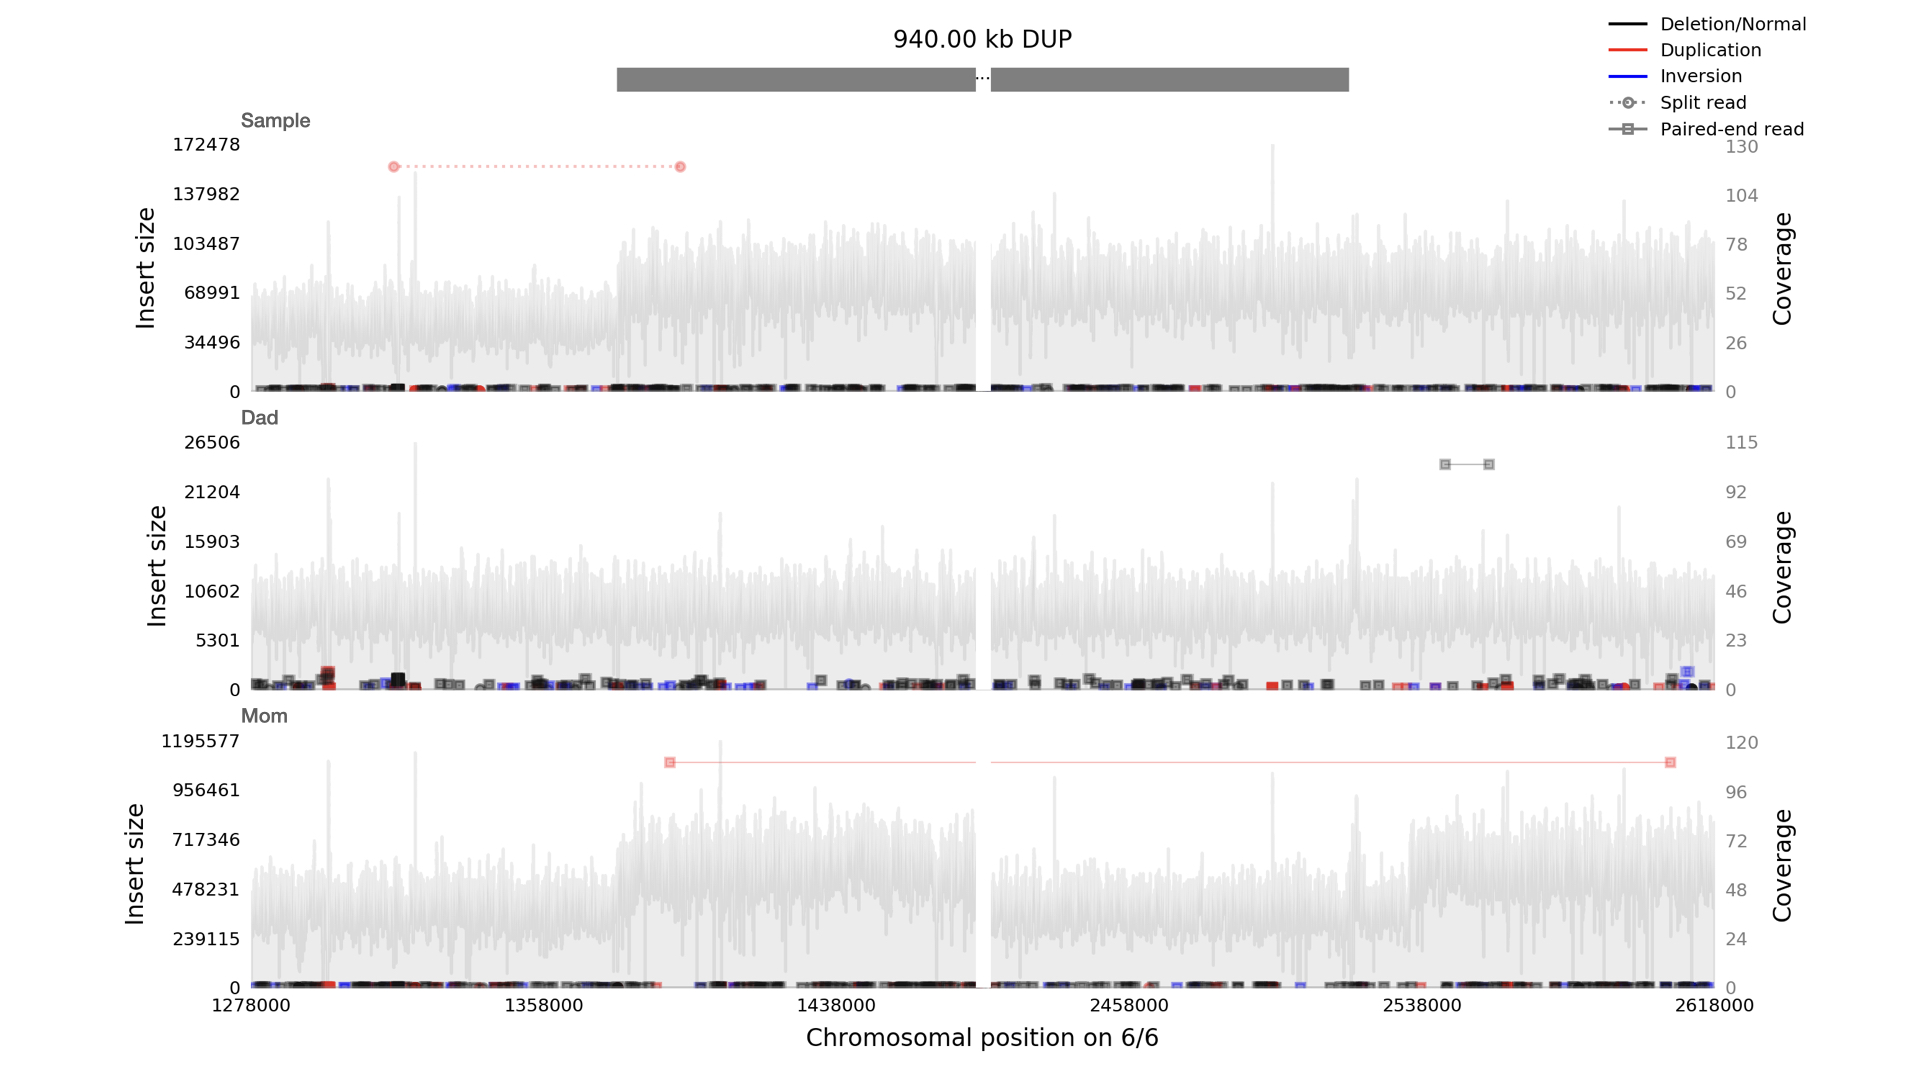 940.00 kb DUP
...
Deletion/Normal
Duplication
Inversion
Split read
Paired-end read
Sample
172478
137982
103487
68991
34496
0
Insert size
130
104
78
52
26
0
Coverage
Dad
26506
21204
15903
10602
5301
0
Insert size
115
92
69
46
23
0
Coverage
Mom
1195577
956461
717346
478231
239115
0
Insert size
120
96
72
48
24
0
Coverage
1278000 1358000 1438000 2458000 2538000 2618000
Chromosomal position on 6/6